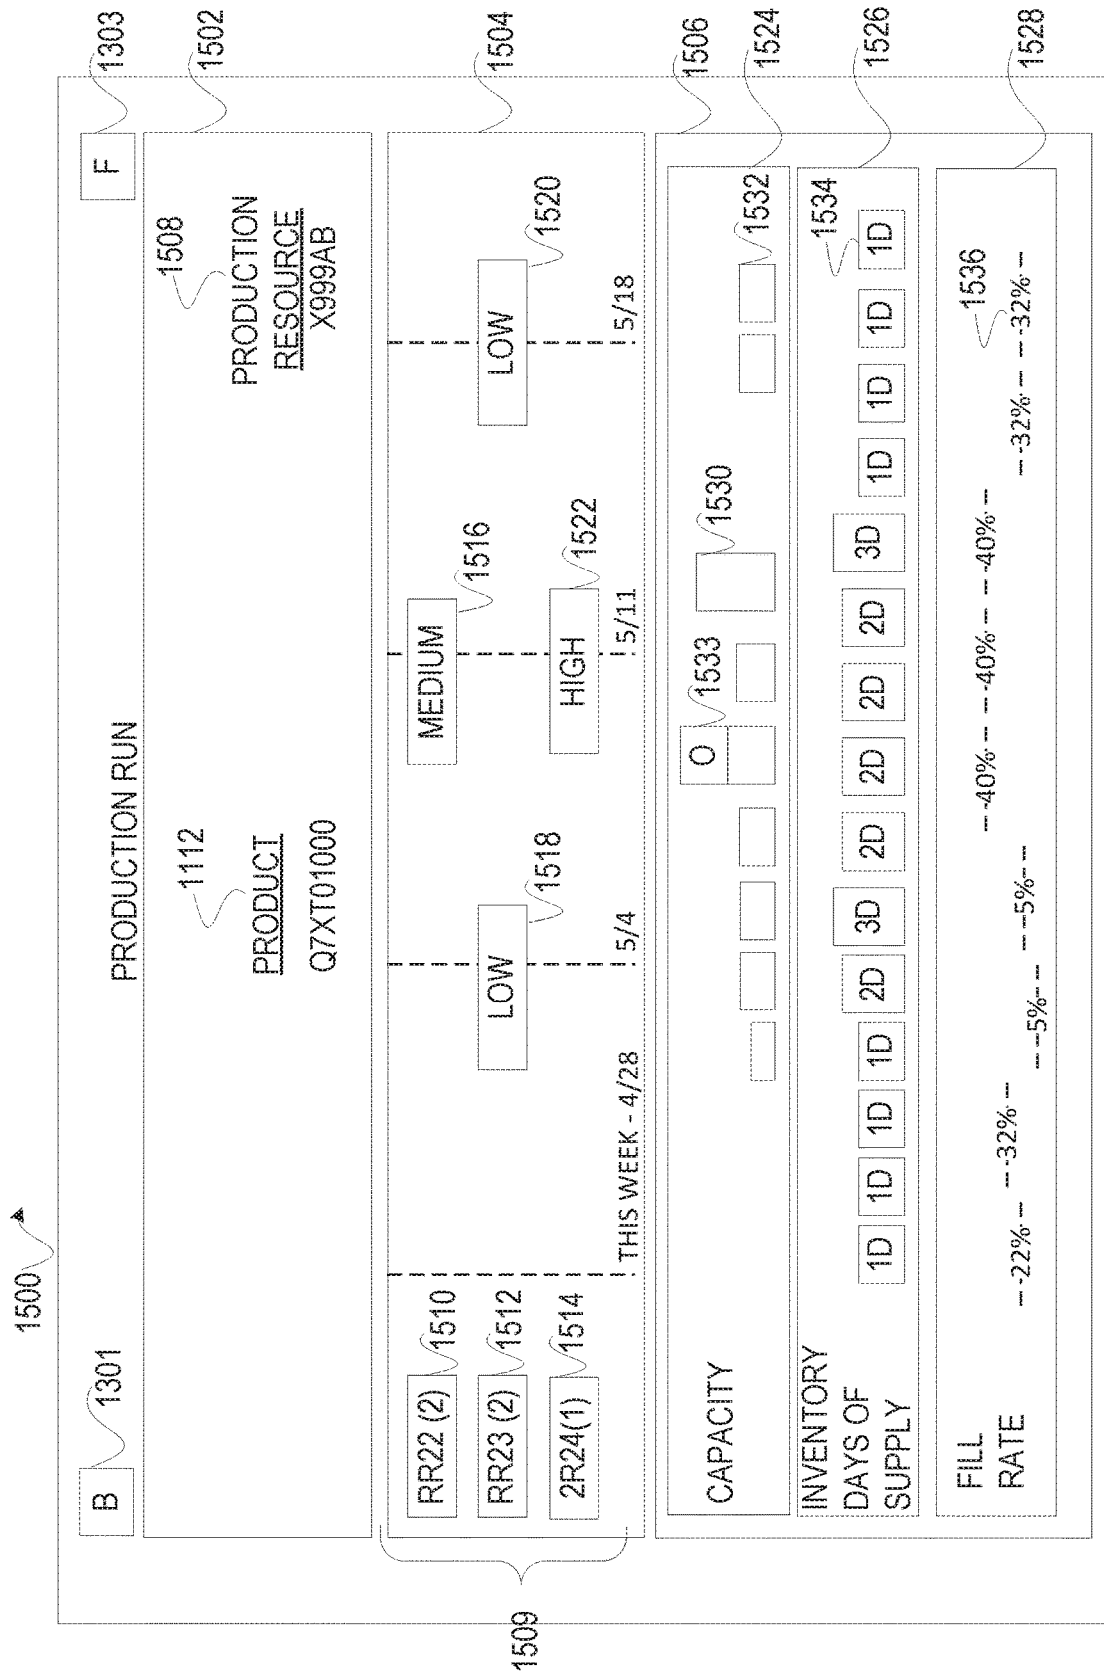 1500
1301
B
PRODUCTION RUN
F
1303
1502
1112
PRODUCT
Q7XT01000
1508
PRODUCTION
RESOURCE
X999AB
1504
1509
RR22 (2)
1510
RR23 (2)
1512
2R24(1)
1514
MEDIUM
1516
LOW
1518
LOW
1520
HIGH
1522
THIS WEEK - 4/28
5/4
5/11
5/18
1506
1524
CAPACITY
O
1533
1530
1532
1526
INVENTORY
DAYS OF
SUPPLY
1D
1D
1D
1D
2D
3D
2D
2D
2D
2D
3D
1D
1D
1D
1D
1534
1528
FILL
RATE
22%
32%
5%
5%
40%
40%
40%
32%
32%
1536